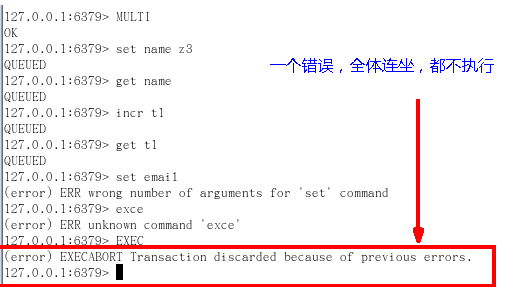 127.0.0.1:6379> MULTI
OK
127.0.0.1:6379> set name z3
QUEUED
127.0.0.1:6379> get name
QUEUED
127.0.0.1:6379> incr t1
QUEUED
127.0.0.1:6379> get t1
QUEUED
127.0.0.1:6379> set email
(error) ERR wrong number of arguments for 'set' command
127.0.0.1:6379> exce
(error) ERR unknown command 'exce'
127.0.0.1:6379> EXEC
(error) EXECABORT Transaction discarded because of previous errors.
127.0.0.1:6379>
一个错误，全体连坐，都不执行